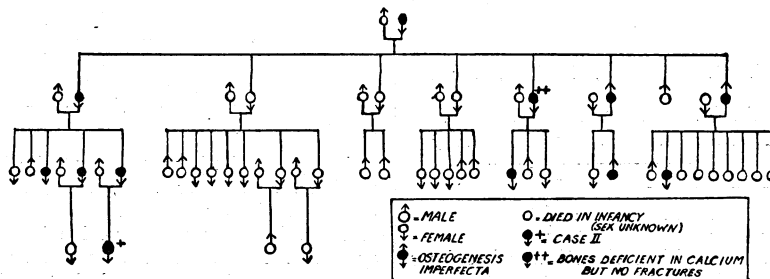 ++
+
=MALE
=FEMALE
=OSTEOGENESIS
IMPERFECTA
=DIED IN INFANCY
(SEX UNKNOWN)
+= CASE II
++= BONES DEFICIENT IN CALCIUM
BUT NO FRACTURES